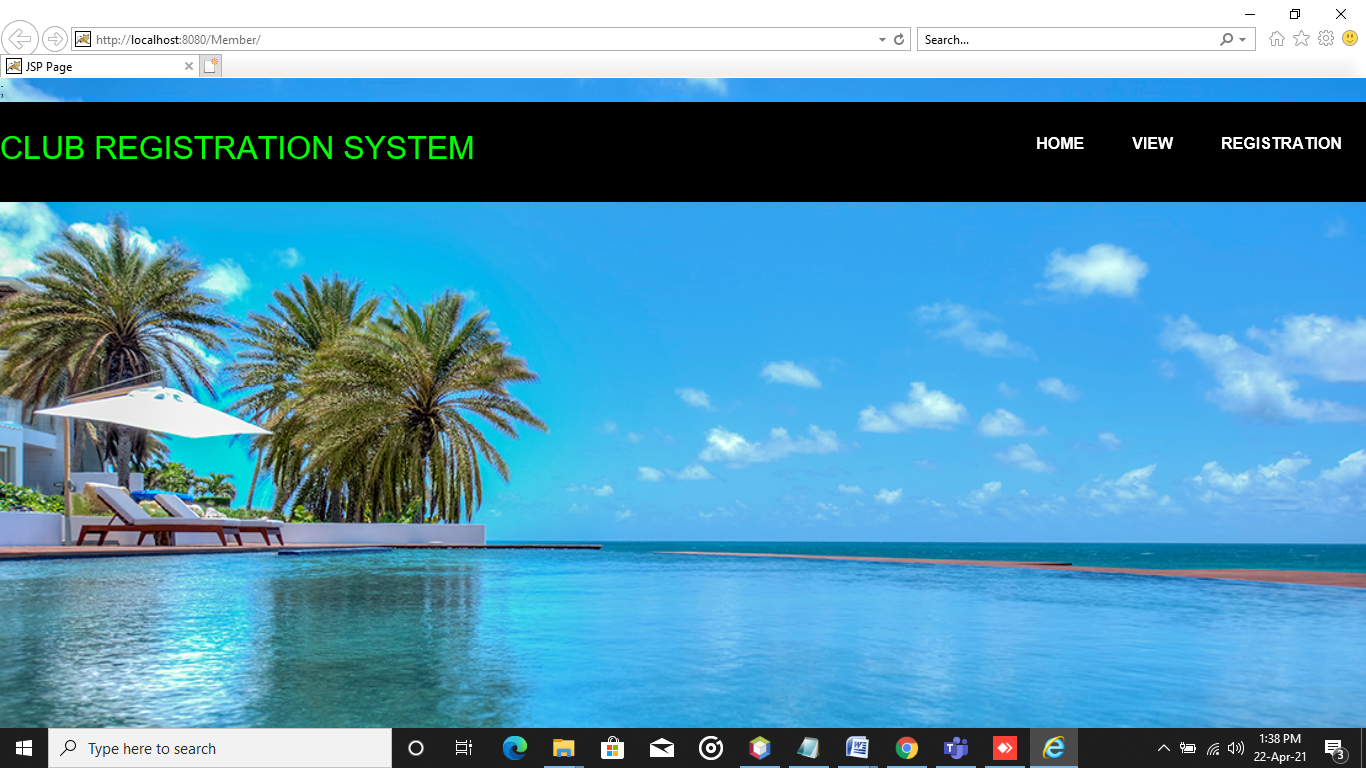 http://localhost:8080/Member/
Search...
JSP Page
;
CLUB REGISTRATION SYSTEM
HOME VIEW REGISTRATION
Type here to search
1:38 PM
22-Apr-21
3